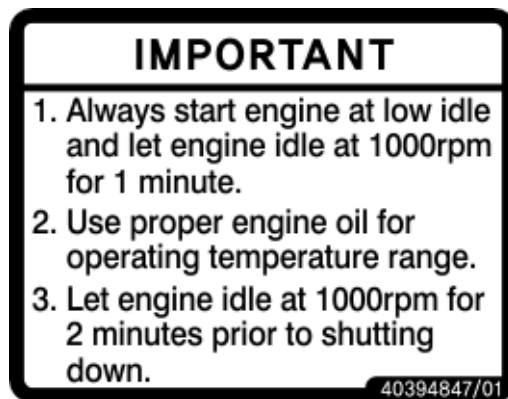 IMPORTANT
1. Always start engine at low idle
and let engine idle at 1000rpm
for 1 minute.
2. Use proper engine oil for
operating temperature range.
3. Let engine idle at 1000rpm for
2 minutes prior to shutting
down.
40394847/01